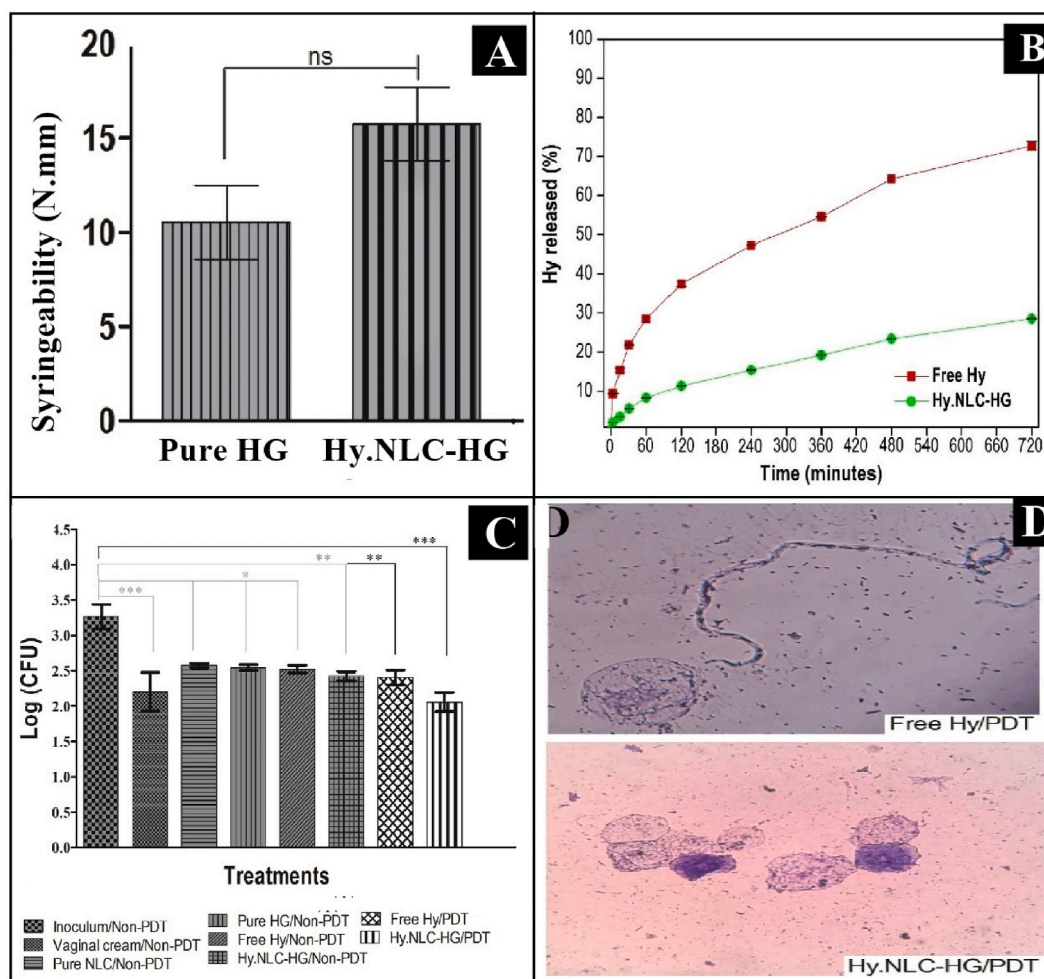 A
Syringeability (N.mm)
20
15
10
5
0
ns
Pure HG
Hy.NLC-HG
B
Hy released (%)
100
90
80
70
60
50
40
30
20
10
Free Hy
Hy.NLC-HG
0 60 120 180 240 300 360 420 480 540 600 660 720
Time (minutes)
C
Log (CFU)
4.5
4.0
3.5
3.0
2.5
2.0
1.5
1.0
0.5
0.0
***
** **
*
***
Treatments
Inoculum/Non-PDT
Vaginal cream/Non-PDT
Pure NLC/Non-PDT
Pure HG/Non-PDT
Free Hy/Non-PDT
Hy.NLC-HG/Non-PDT
Free Hy/PDT
Hy.NLC-HG/PDT
D
Free Hy/PDT
Hy.NLC-HG/PDT